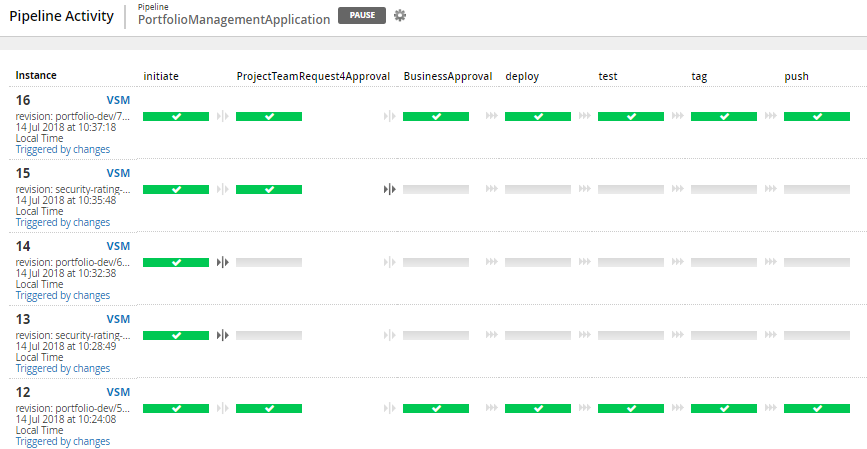 Pipeline Activity
Pipeline
PortfolioManagementApplication
PAUSE
Instance initiate ProjectTeamRequest4Approval BusinessApproval deploy test tag push
16 VSM
revision: portfolio-dev/7...
14 Jul 2018 at 10:37:18
Local Time
Triggered by changes
15 VSM
revision: security-rating-...
14 Jul 2018 at 10:35:48
Local Time
Triggered by changes
14 VSM
revision: portfolio-dev/6...
14 Jul 2018 at 10:32:38
Local Time
Triggered by changes
13 VSM
revision: security-rating-...
14 Jul 2018 at 10:28:49
Local Time
Triggered by changes
12 VSM
revision: portfolio-dev/5...
14 Jul 2018 at 10:24:08
Local Time
Triggered by changes